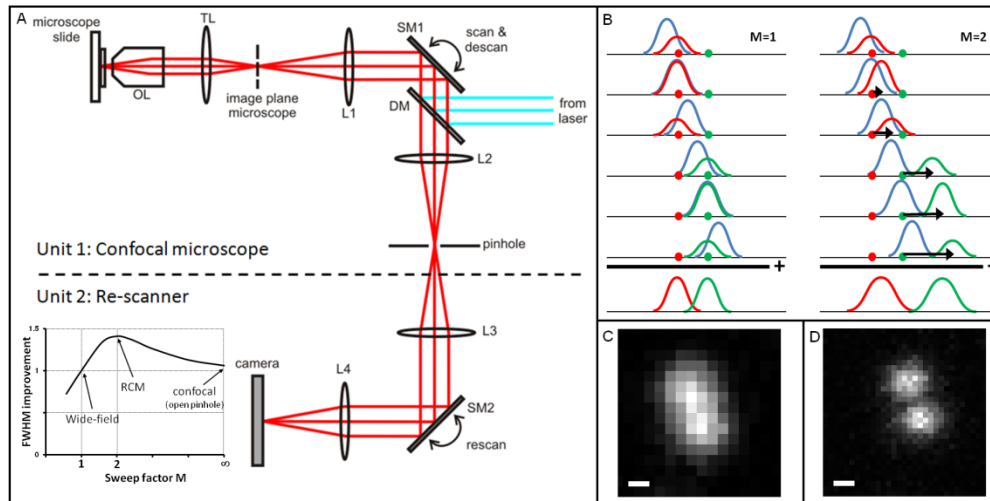 A
microscope
slide
TL
OL
image plane
microscope
L1
SM1
scan &
descan
DM
from
laser
L2
pinhole
Unit 1: Confocal microscope
Unit 2: Re-scanner
L3
camera
L4
SM2
rescan
FWHM improvement
1.5
1
0
RCM
Wide-field
confocal
(open pinhole)
1
2
∞
Sweep factor M
B
M=1
M=2
+
C
D